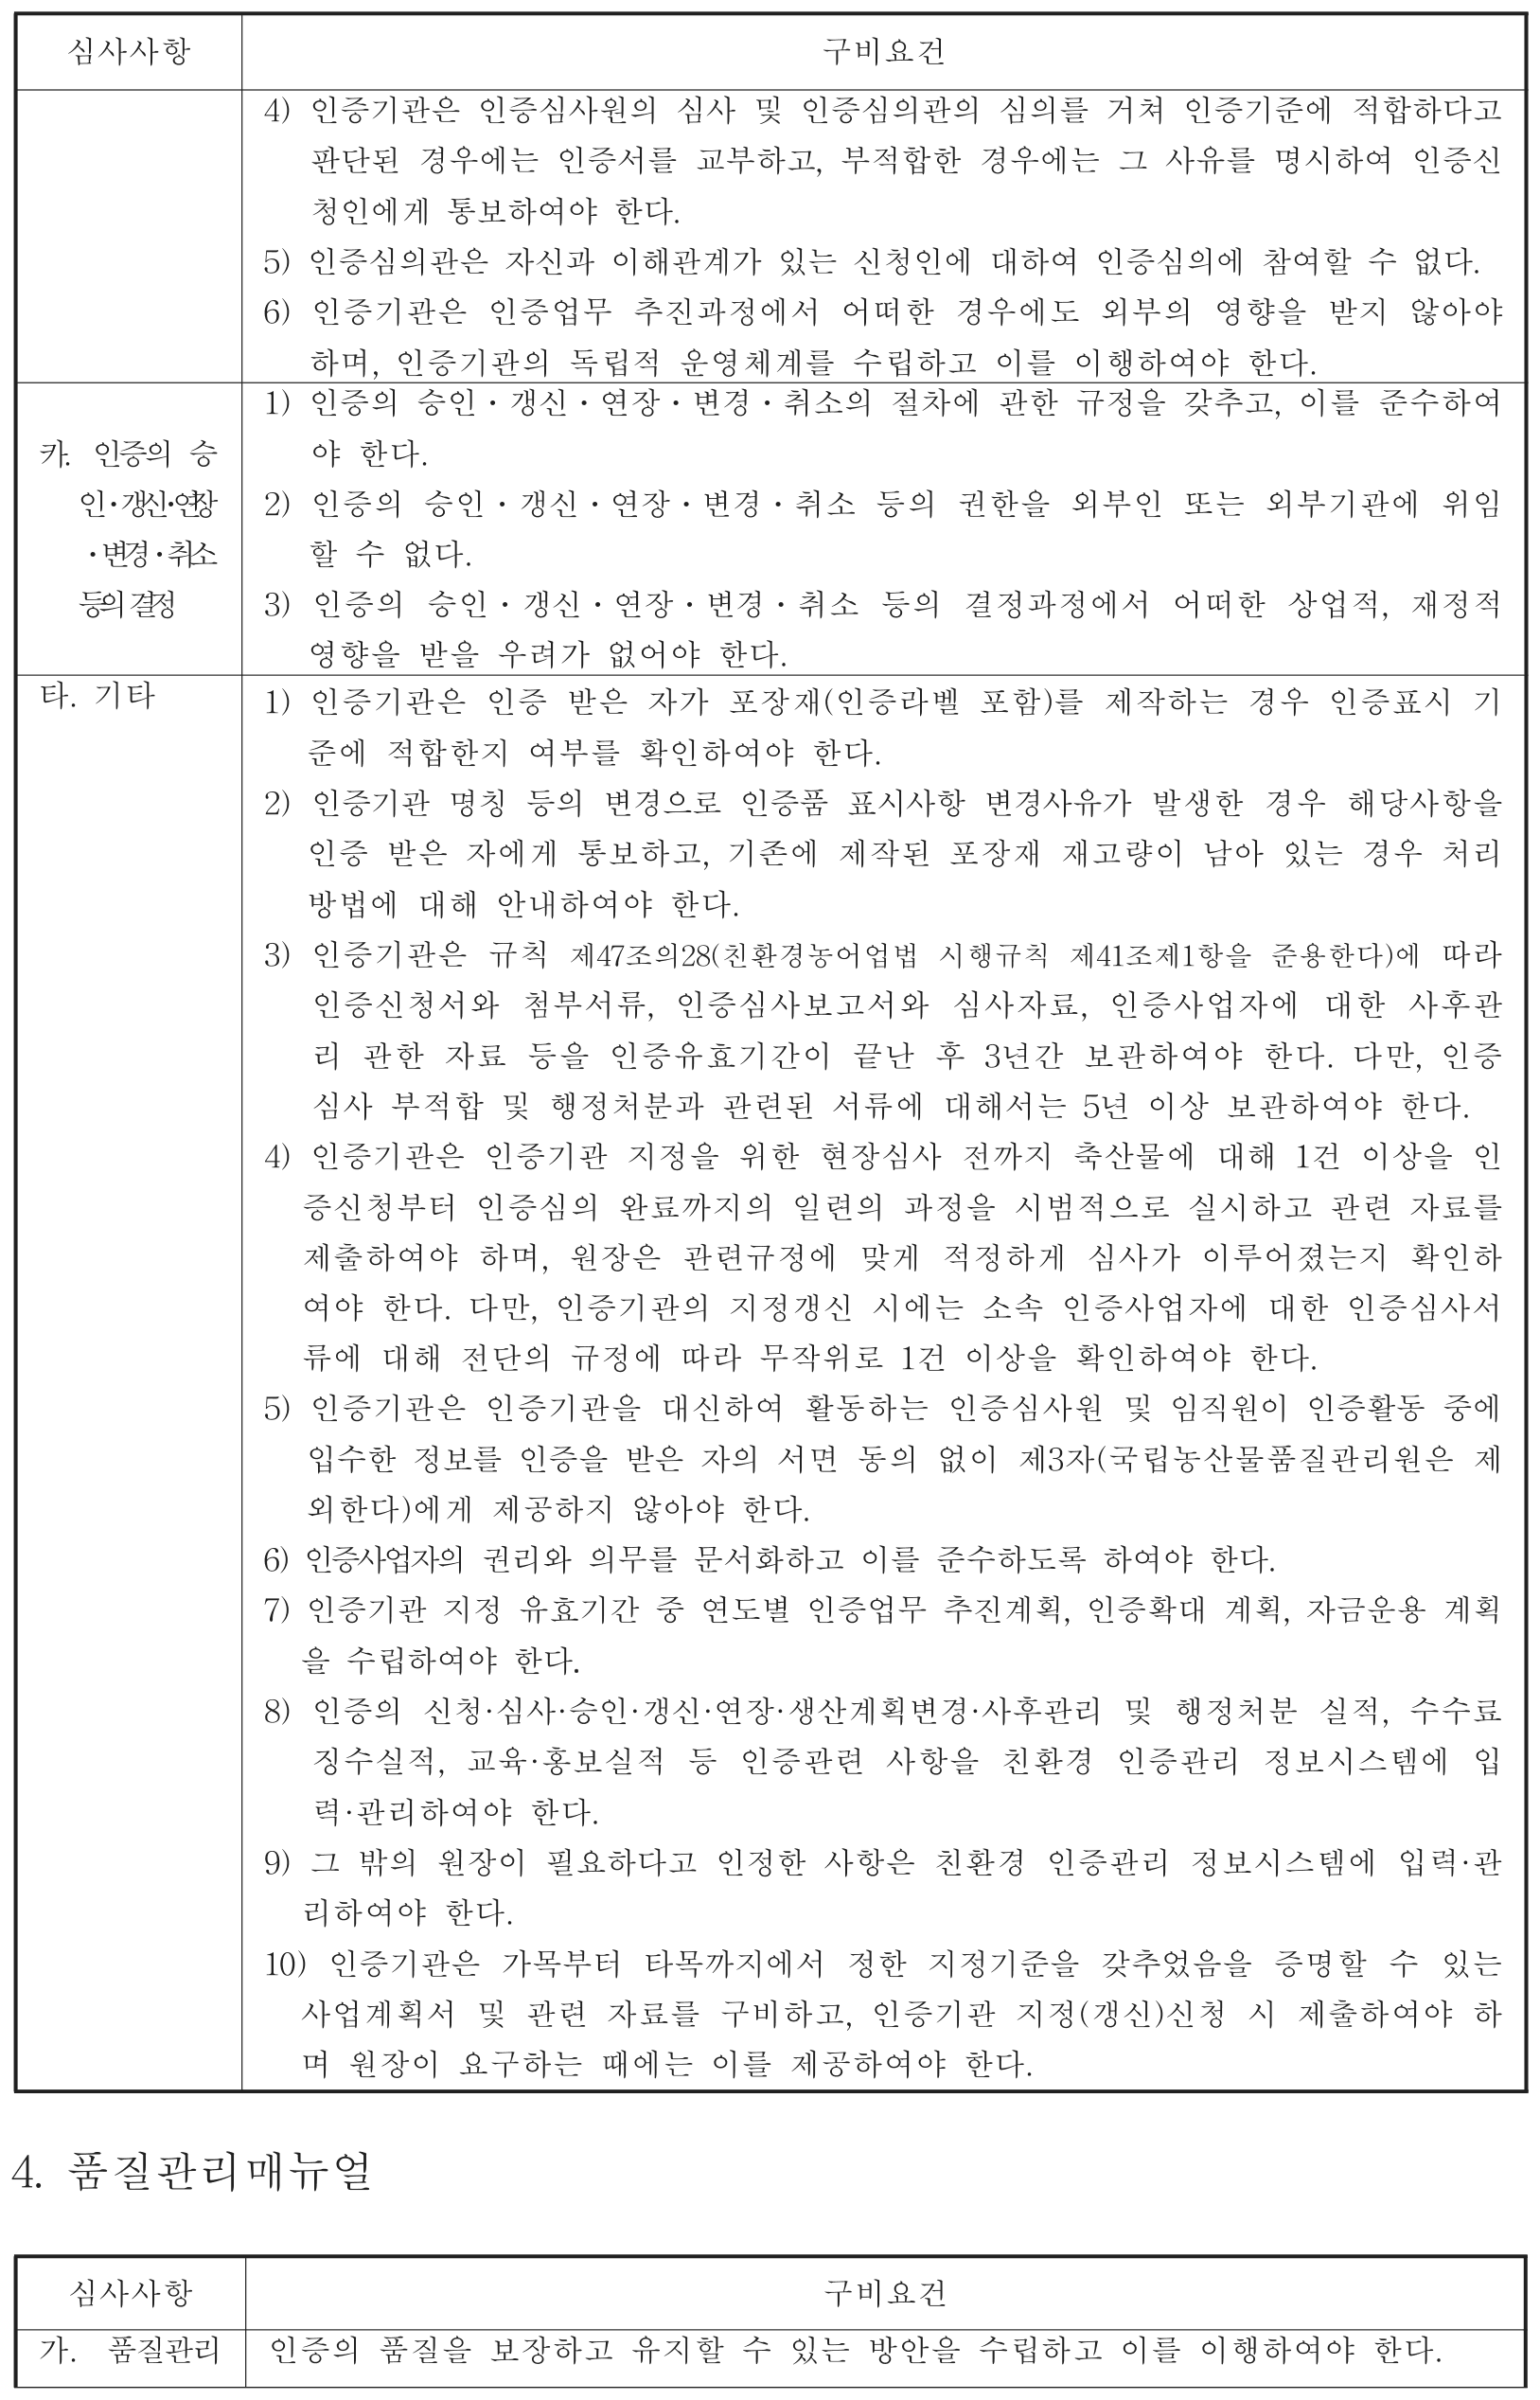 심사사항 구비요건
4) 인증기관은 인증심사원의 심사 및 인증심의관의 심의를 거쳐 인증기준에 적합하다고
판단된 경우에는 인증서를 교부하고, 부적합한 경우에는 그 사유를 명시하여 인증신
청인에게 통보하여야 한다.
5) 인증심의관은 자신과 이해관계가 있는 신청인에 대하여 인증심의에 참여할 수 없다.
6) 인증기관은 인증업무 추진과정에서 어떠한 경우에도 외부의 영향을 받지 않아야
하며, 인증기관의 독립적 운영체계를 수립하고 이를 이행하여야 한다.
카. 인증의 승
인·갱신·연장
·변경·취소
등의 결정
1) 인증의 승인·갱신·연장·변경·취소의 절차에 관한 규정을 갖추고, 이를 준수하여
야 한다.
2) 인증의 승인·갱신·연장·변경·취소 등의 권한을 외부인 또는 외부기관에 위임
할 수 없다.
3) 인증의 승인·갱신·연장·변경·취소 등의 결정과정에서 어떠한 상업적, 재정적
영향을 받을 우려가 없어야 한다.
타. 기타
1) 인증기관은 인증 받은 자가 포장재(인증라벨 포함)를 제작하는 경우 인증표시 기
준에 적합한지 여부를 확인하여야 한다.
2) 인증기관 명칭 등의 변경으로 인증품 표시사항 변경사유가 발생한 경우 해당사항을
인증 받은 자에게 통보하고, 기존에 제작된 포장재 재고량이 남아 있는 경우 처리
방법에 대해 안내하여야 한다.
3) 인증기관은 규칙 제47조의28(친환경농어업법 시행규칙 제41조제1항을 준용한다)에 따라
인증신청서와 첨부서류, 인증심사보고서와 심사자료, 인증사업자에 대한 사후관
리 관한 자료 등을 인증유효기간이 끝난 후 3년간 보관하여야 한다. 다만, 인증
심사 부적합 및 행정처분과 관련된 서류에 대해서는 5년 이상 보관하여야 한다.
4) 인증기관은 인증기관 지정을 위한 현장심사 전까지 축산물에 대해 1건 이상을 인
증신청부터 인증심의 완료까지의 일련의 과정을 시범적으로 실시하고 관련 자료를
제출하여야 하며, 원장은 관련규정에 맞게 적정하게 심사가 이루어졌는지 확인하
여야 한다. 다만, 인증기관의 지정갱신 시에는 소속 인증사업자에 대한 인증심사서
류에 대해 전단의 규정에 따라 무작위로 1건 이상을 확인하여야 한다.
5) 인증기관은 인증기관을 대신하여 활동하는 인증심사원 및 임직원이 인증활동 중에
입수한 정보를 인증을 받은 자의 서면 동의 없이 제3자(국립농산물품질관리원은 제
외한다)에게 제공하지 않아야 한다.
6) 인증사업자의 권리와 의무를 문서화하고 이를 준수하도록 하여야 한다.
7) 인증기관 지정 유효기간 중 연도별 인증업무 추진계획, 인증확대 계획, 자금운용 계획
을 수립하여야 한다.
8) 인증의 신청·심사·승인·갱신·연장·생산계획변경·사후관리 및 행정처분 실적, 수수료
징수실적, 교육·홍보실적 등 인증관련 사항을 친환경 인증관리 정보시스템에 입
력·관리하여야 한다.
9) 그 밖의 원장이 필요하다고 인정한 사항은 친환경 인증관리 정보시스템에 입력·관
리하여야 한다.
10) 인증기관은 가목부터 타목까지에서 정한 지정기준을 갖추었음을 증명할 수 있는
사업계획서 및 관련 자료를 구비하고, 인증기관 지정(갱신)신청 시 제출하여야 하
며 원장이 요구하는 때에는 이를 제공하여야 한다.
4. 품질관리매뉴얼
심사사항 구비요건
가. 품질관리 인증의 품질을 보장하고 유지할 수 있는 방안을 수립하고 이를 이행하여야 한다.